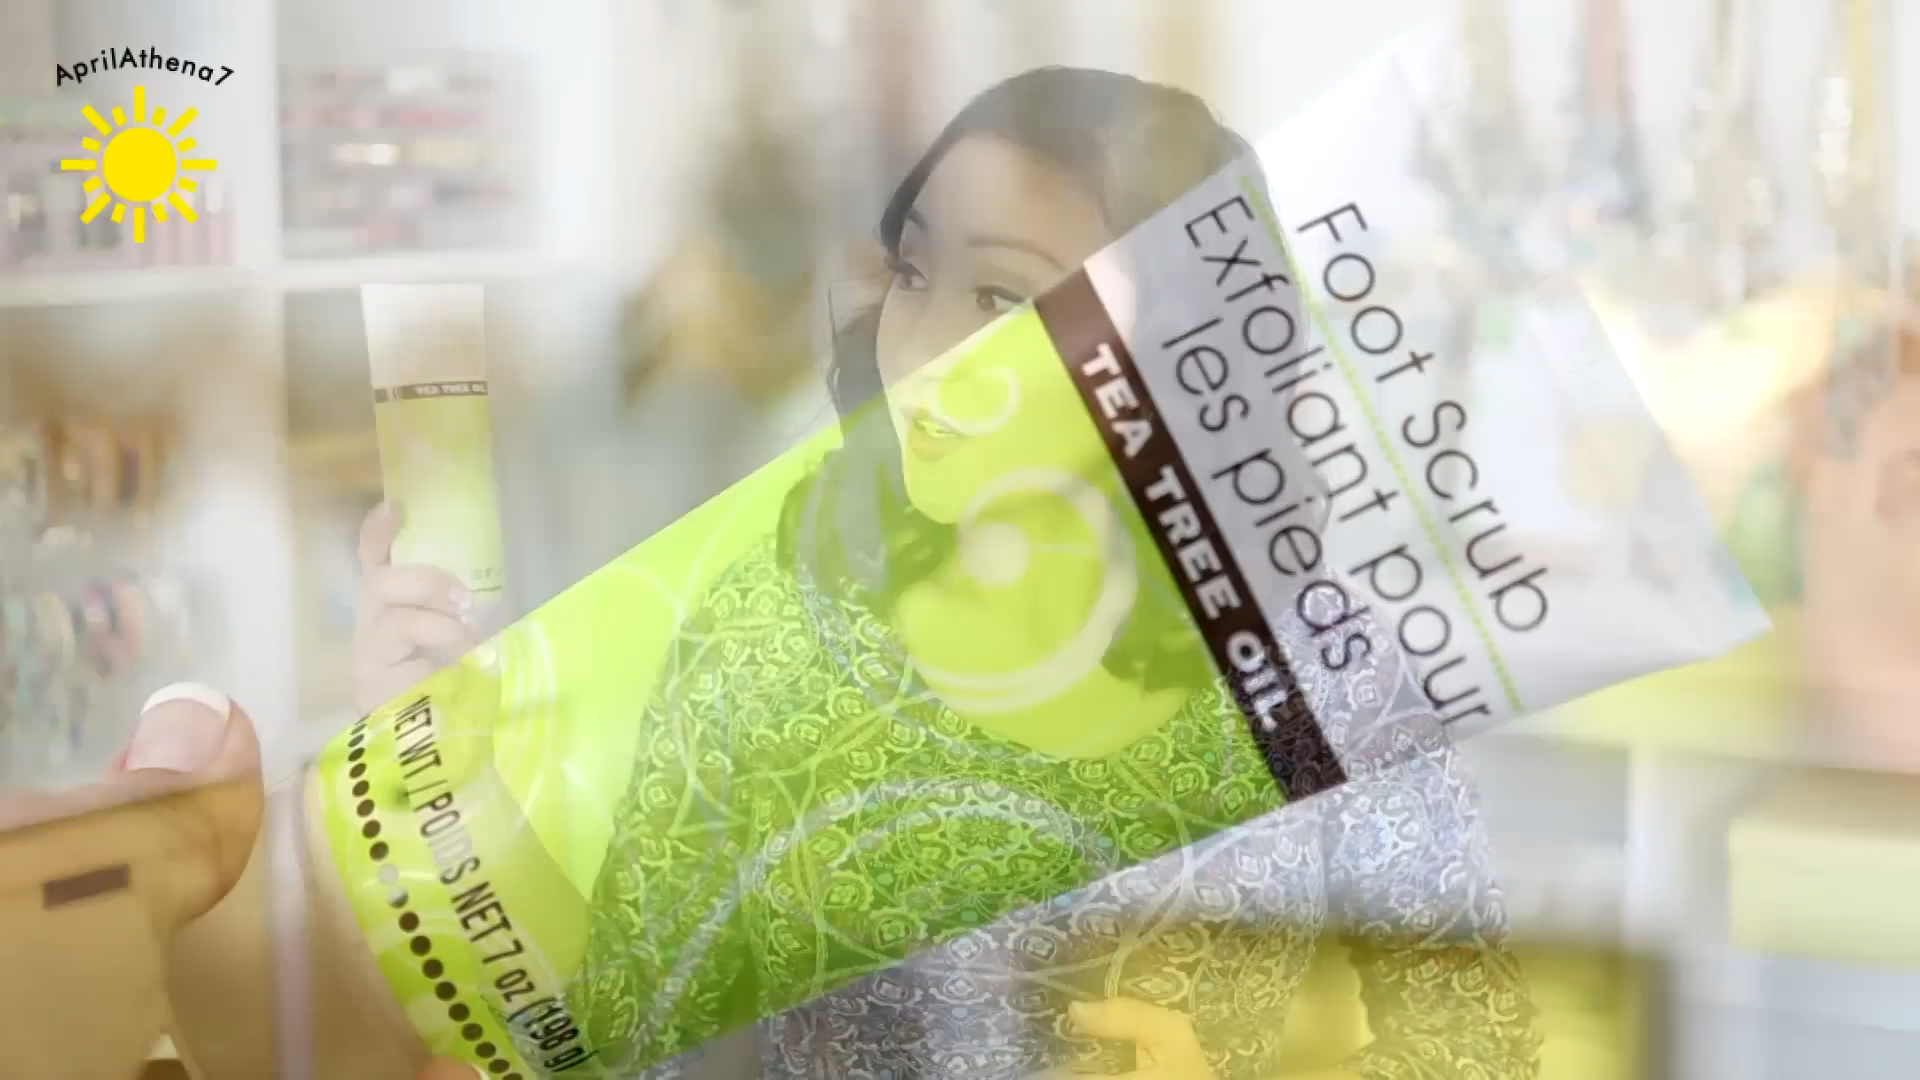 AprilAthena7
Foot Scrub
Exfoliant pour
les pieds
TEA TREE OIL
NET WT / POIDS NET 7 OZ (198 g)
TEA TREE OIL